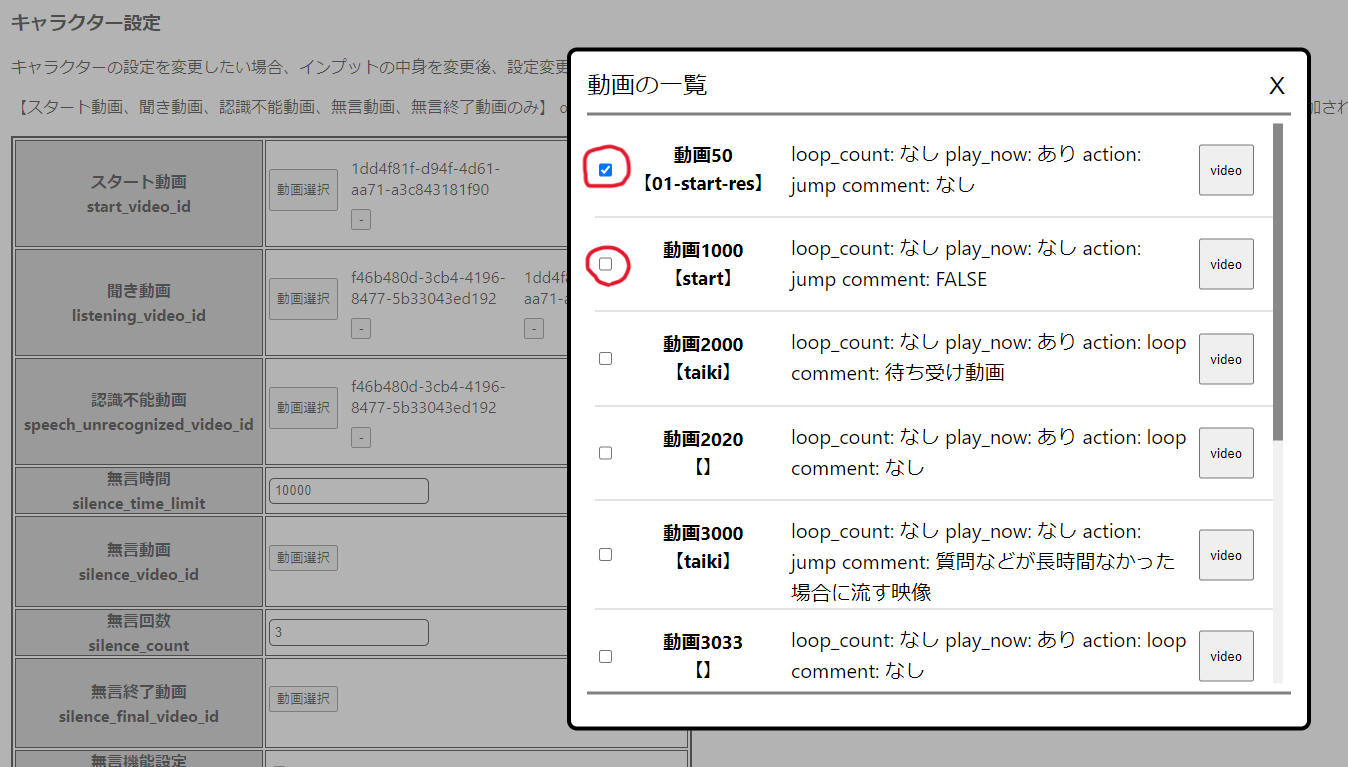 キャラクター設定
キャラクターの設定を変更したい場合、インプットの中身を変更後、設定変更
【スタート動画、聞き動画、認識不能動画、無言動画、無言終了動画のみ】
加され
スタート動画
start_video_id
動画選択
1dd4f81f-d94f-4d61-
aa71-a3c843181f90
-
聞き動画
listening_video_id
動画選択
f46b480d-3cb4-4196-
8477-5b33043ed192
-
1dd4f8
aa71-a
-
認識不能動画
speech_unrecognized_video_id
動画選択
f46b480d-3cb4-4196-
8477-5b33043ed192
-
無言時間
silence_time_limit
10000
無言動画
silence_video_id
動画選択
無言回数
silence_count
3
無言終了動画
silence_final_video_id
動画選択
無言機能設定
動画の一覧
X
動画50
【01-start-res】
loop_count: なし play_now: あり action:
jump comment: なし
video
動画1000
【start】
loop_count: なし play_now: なし action:
jump comment: FALSE
video
動画2000
【taiki】
loop_count: なし play_now: あり action: loop
comment: 待ち受け動画
video
動画2020
【】
loop_count: なし play_now: あり action: loop
comment: なし
video
動画3000
【taiki】
loop_count: なし play_now: なし action:
jump comment: 質問などが長時間なかった
場合に流す映像
video
動画3033
【】
loop_count: なし play_now: あり action: loop
comment: なし
video